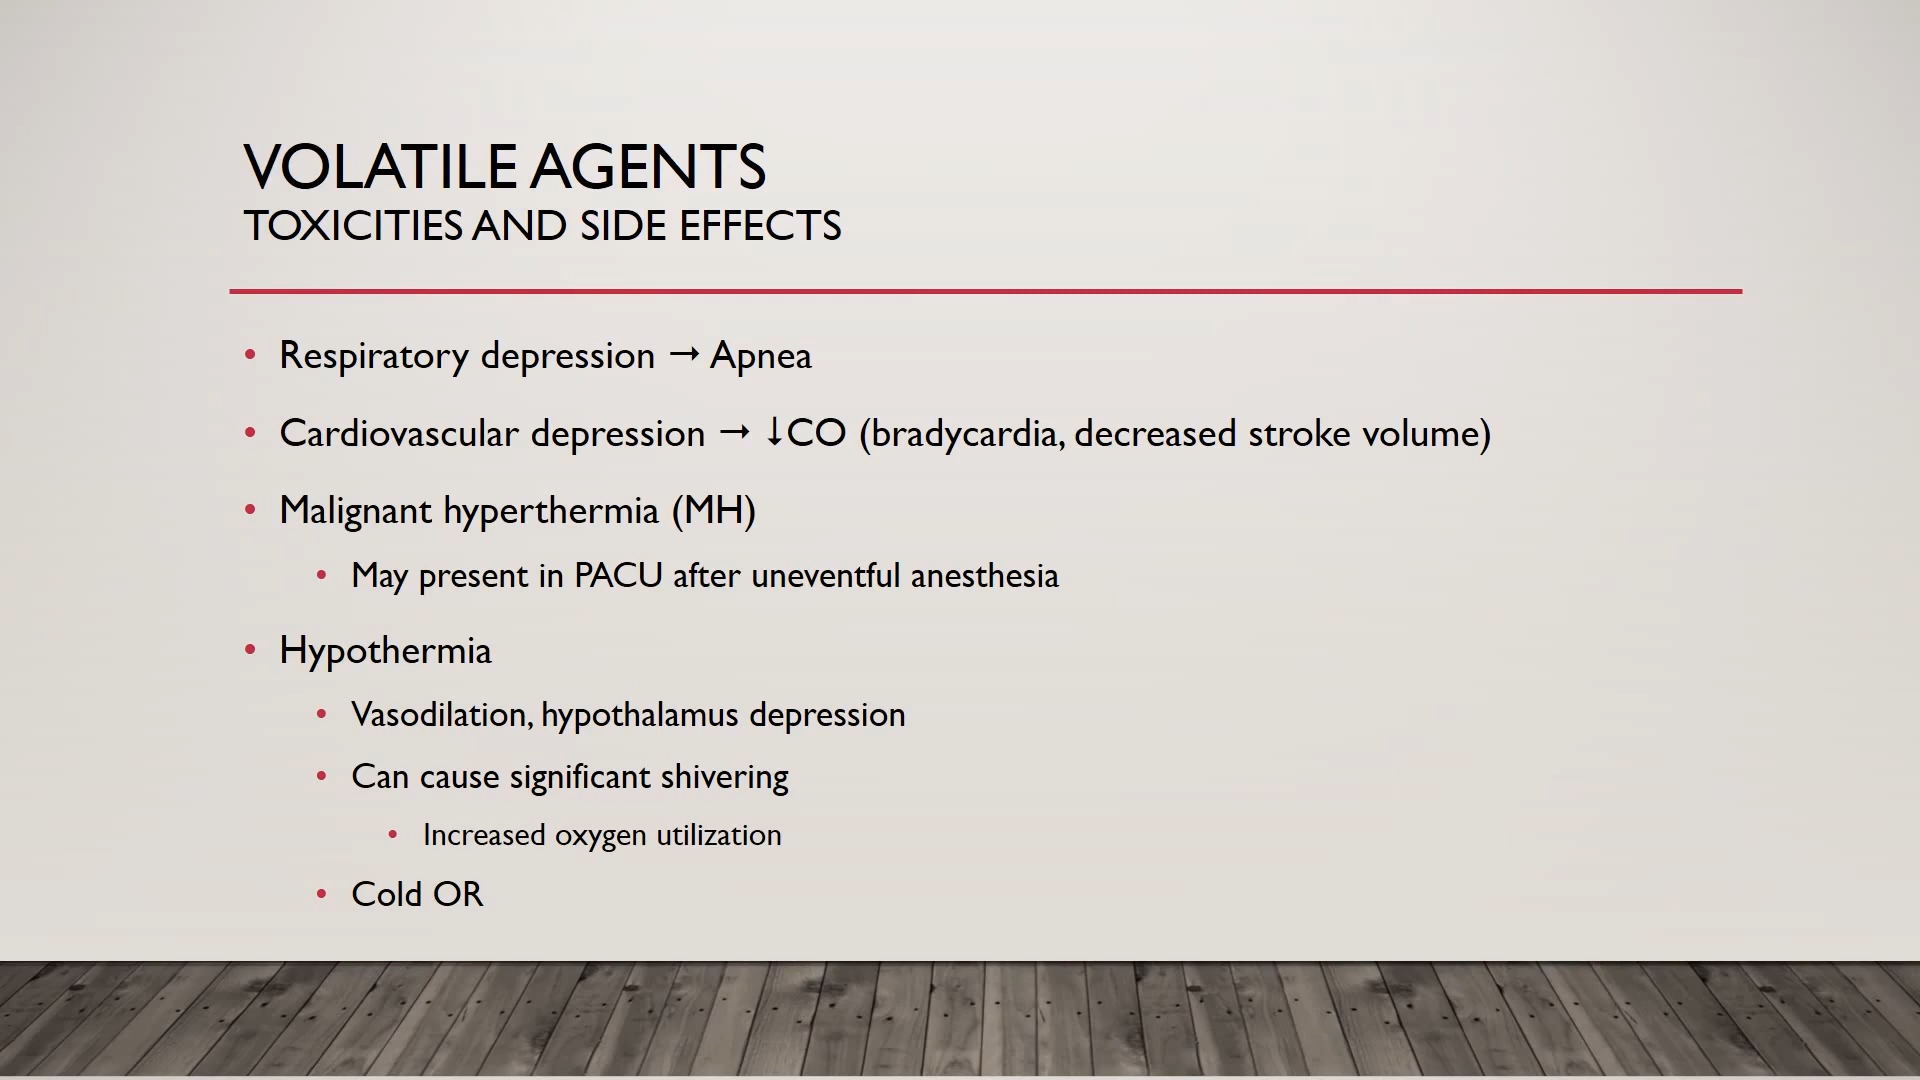 VOLATILE AGENTS
TOXICITIES AND SIDE EFFECTS
• Respiratory depression → Apnea
• Cardiovascular depression → ↓CO (bradycardia, decreased stroke volume)
• Malignant hyperthermia (MH)
• May present in PACU after uneventful anesthesia
• Hypothermia
• Vasodilation, hypothalamus depression
• Can cause significant shivering
• Increased oxygen utilization
• Cold OR